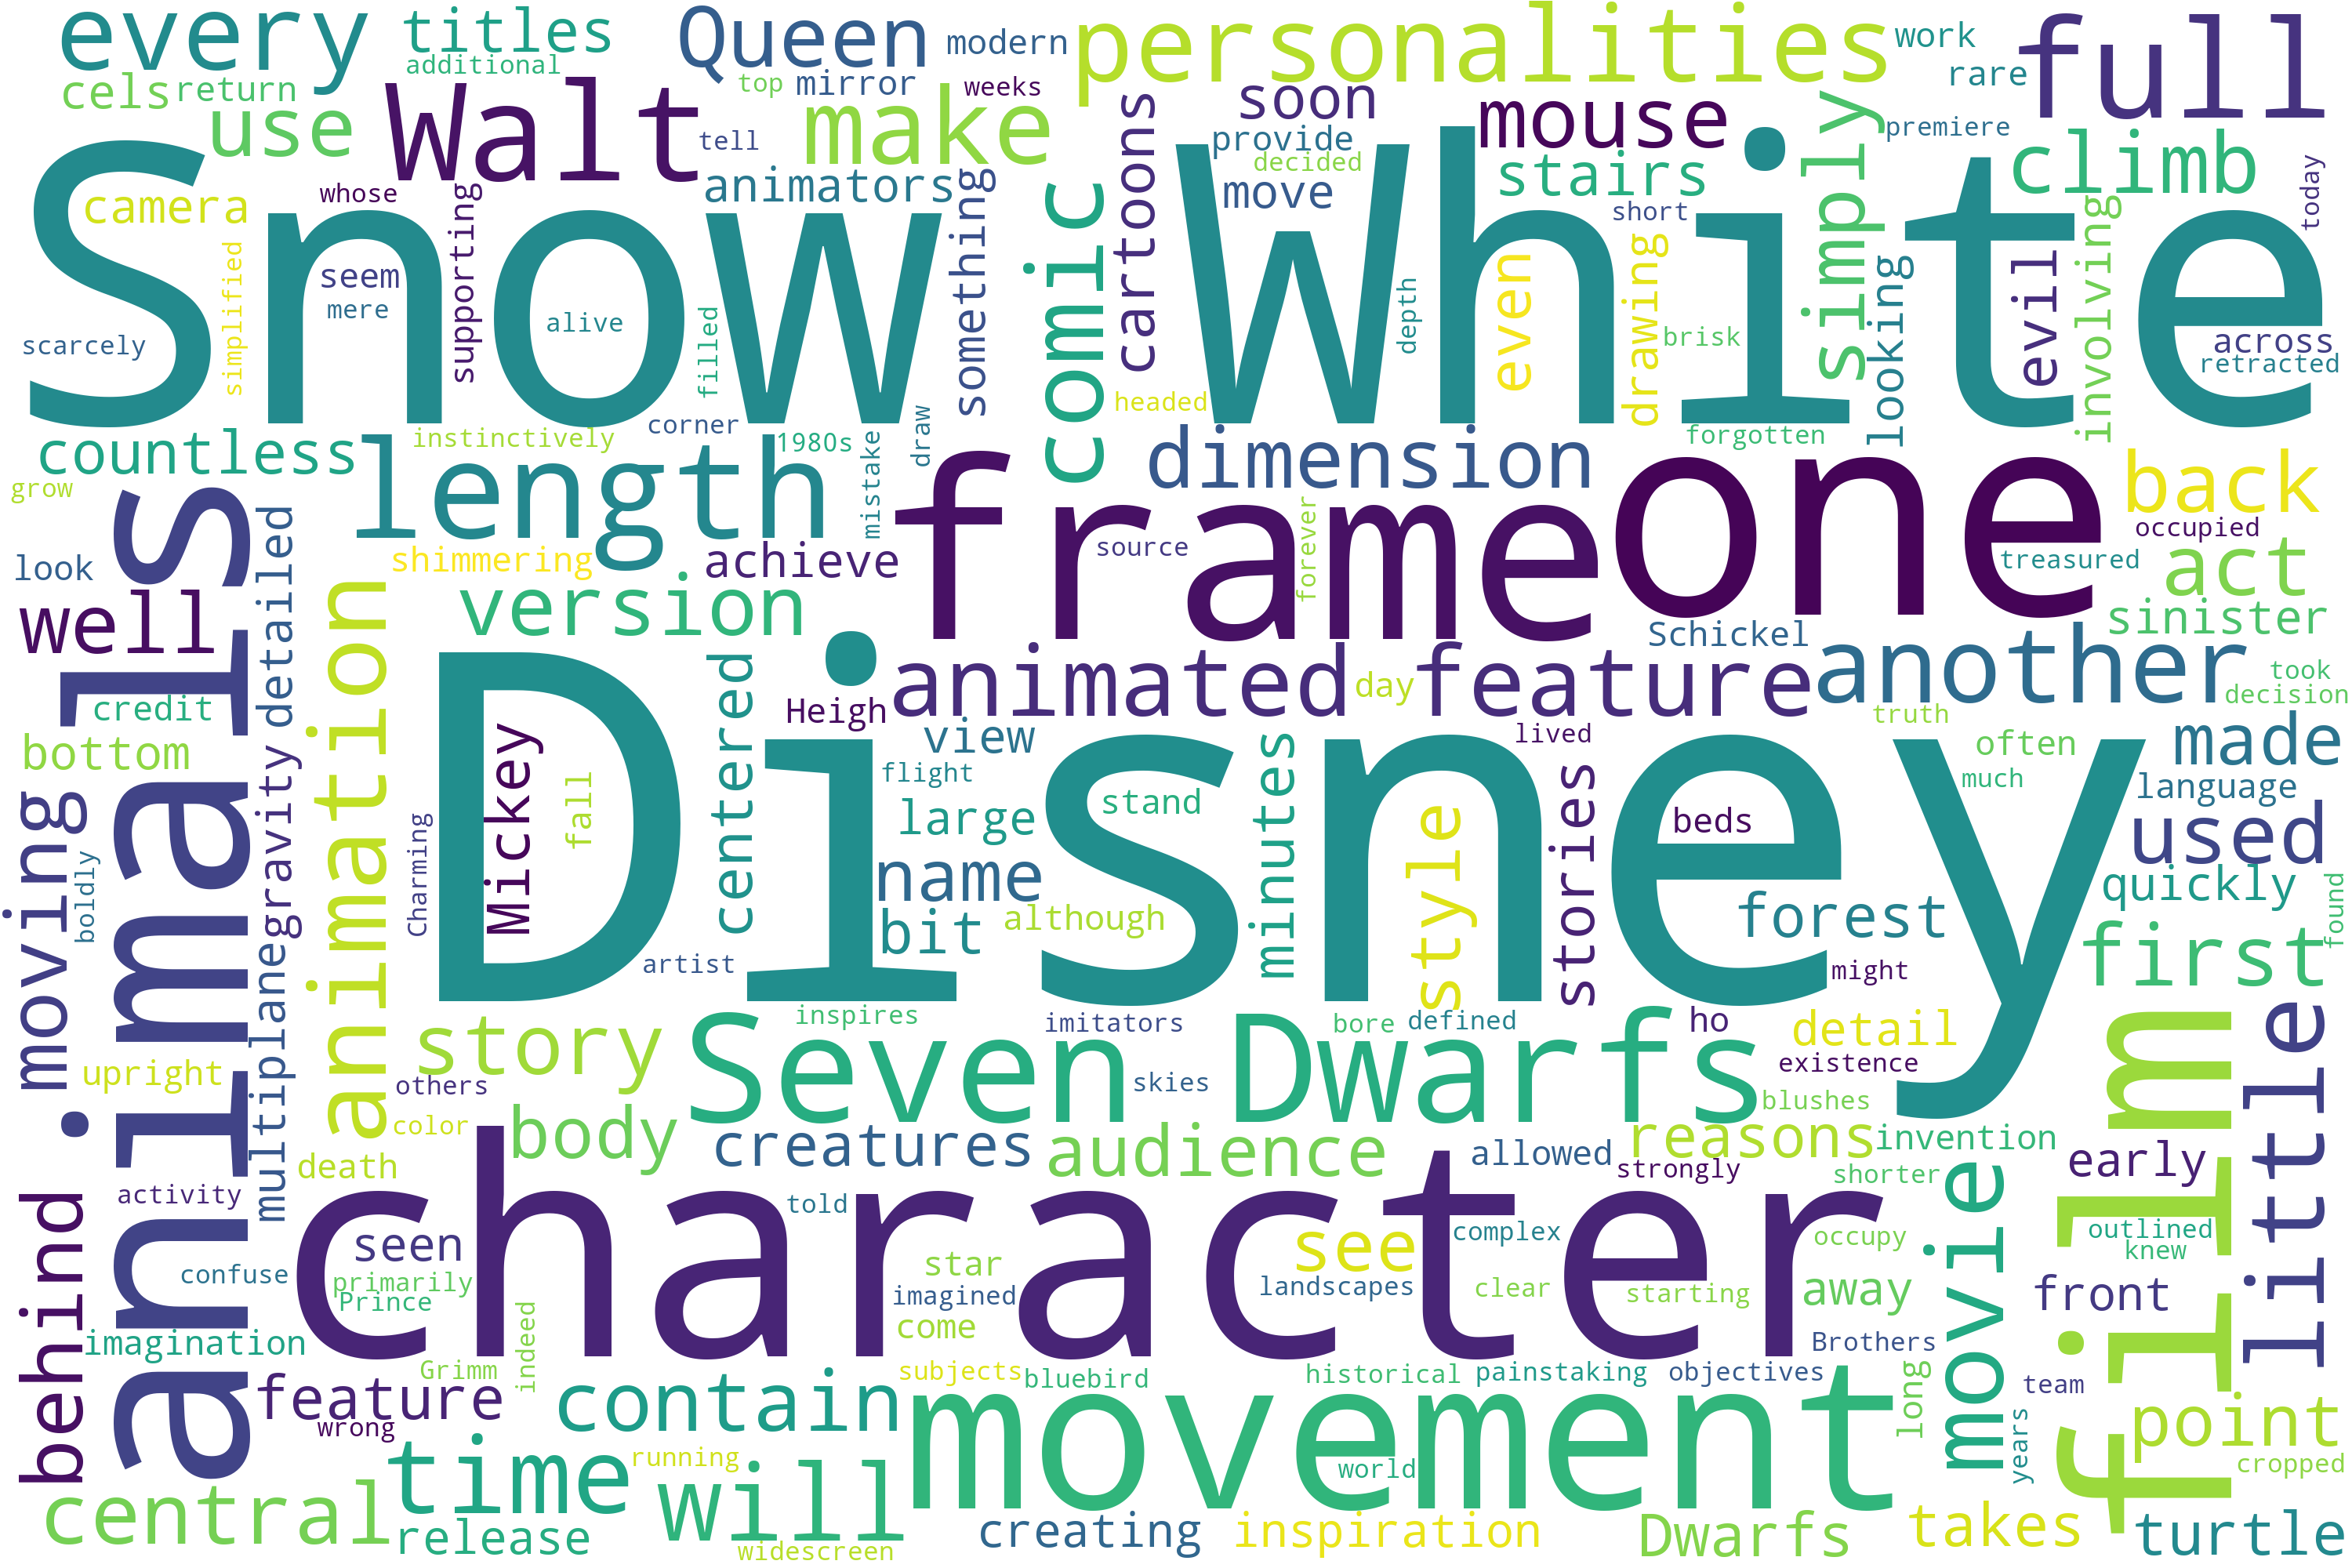 every
titles
additional
Queen
modern
personalities
work
full
cels
return
top
mirror
weeks
rare
use
Walt
make
soon
mouse
simply
climb
tell
provide
decided
premiere
cartoons
stairs
today
camera
whose
supporting
animators
something
comic
move
short
looking
evil
involving
Snow
White
simplified
seem
mere
alive
filled
depth
even
drawing
brisk
across
retracted
scarcely
headed
countless
instinctively
corner
1980s
mistake
draw
dimension
forgotten
back
grow
length
frame
one
occupied
animals
look
detailed
shimmering
achieve
source
forever
treasured
act
well
animation
version
Schickel
another
sinister
credit
centered
Heigh
animated
day
feature
took
decision
truth
bottom
gravity
Disney
view
flight
lived
often
much
made
language
moving
boldly
Charming
Mickey
fall
large
stand
minutes
style
stories
beds
used
name
quickly
multiplane
bit
although
forest
first
found
artist
might
little
story
inspires
imitators
bore
defined
ho
detail
upright
others
Seven
Dwarfs
skies
existence
blushes
color
body
creatures
audience
reasons
invention
film
behind
death
allowed
strongly
shorter
early
activity
told
movie
character
seen
star
see
complex
occupy
outlined
knew
confuse
primarily
Prince
imagined
landscapes
clear
starting
away
front
imagination
come
Brothers
Grimm
indeed
subjects
bluebird
historical
painstaking
objectives
long
team
feature
wrong
contain
movement
years
point
time
running
will
world
cropped
central
release
widescreen
creating
inspiration
Dwarfs
takes
turtle